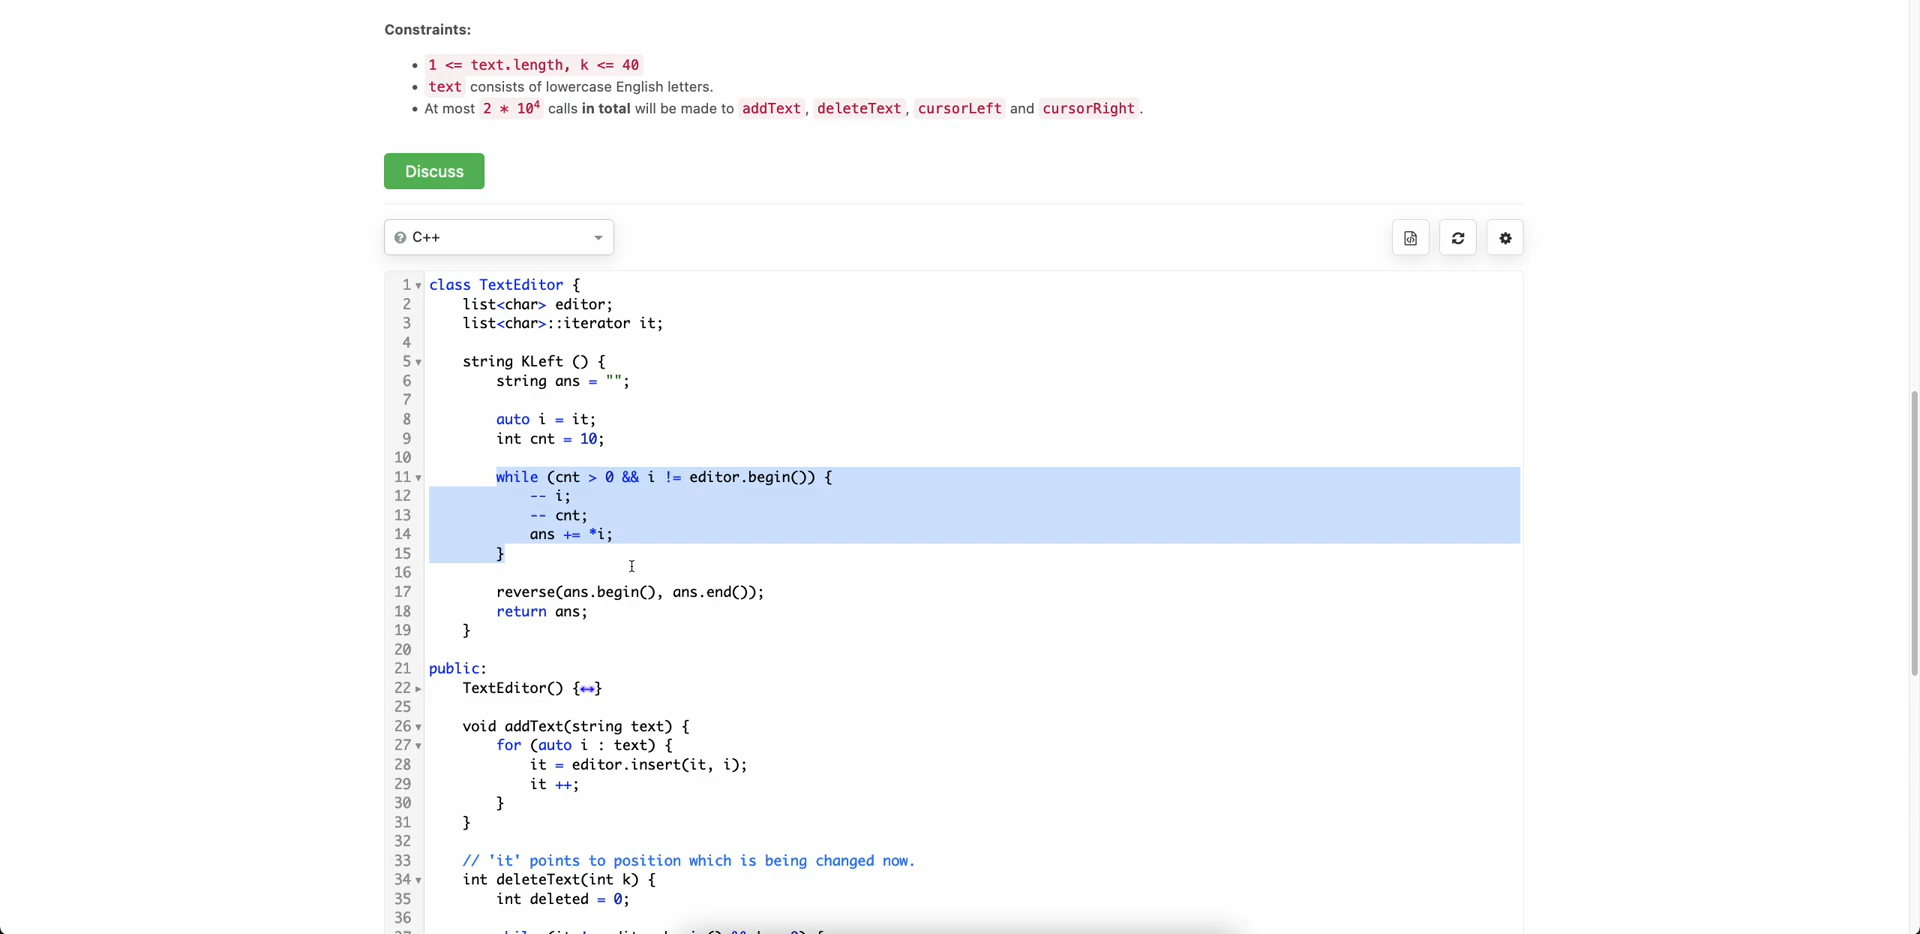 Constraints:
• 1 <= text.length, k <= 40
• text consists of lowercase English letters.
• At most 2 * 10⁴ calls in total will be made to addText, deleteText, cursorLeft and cursorRight.
Discuss
C++
1 class TextEditor {
2     list<char> editor;
3     list<char>::iterator it;
4
5     string KLeft () {
6         string ans = "";
7
8         auto i = it;
9         int cnt = 10;
10
11         while (cnt > 0 && i != editor.begin()) {
12             -- i;
13             -- cnt;
14             ans += *i;
15         }
16
17         reverse(ans.begin(), ans.end());
18         return ans;
19     }
20
21 public:
22     TextEditor() {↔}
25
26     void addText(string text) {
27         for (auto i : text) {
28             it = editor.insert(it, i);
29             it ++;
30         }
31     }
32
33     // 'it' points to position which is being changed now.
34     int deleteText(int k) {
35         int deleted = 0;
36